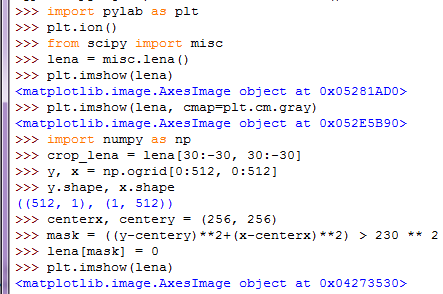 >>> import pylab as plt
>>> plt.ion()
>>> from scipy import misc
>>> lena = misc.lena()
>>> plt.imshow(lena)
<matplotlib.image.AxesImage object at 0x05281AD0>
>>> plt.imshow(lena, cmap=plt.cm.gray)
<matplotlib.image.AxesImage object at 0x052E5B90>
>>> import numpy as np
>>> crop_lena = lena[30:-30, 30:-30]
>>> y, x = np.ogrid[0:512, 0:512]
>>> y.shape, x.shape
((512, 1), (1, 512))
>>> centerx, centery = (256, 256)
>>> mask = ((y-centery)**2+(x-centerx)**2) > 230 ** 2
>>> lena[mask] = 0
>>> plt.imshow(lena)
<matplotlib.image.AxesImage object at 0x04273530>